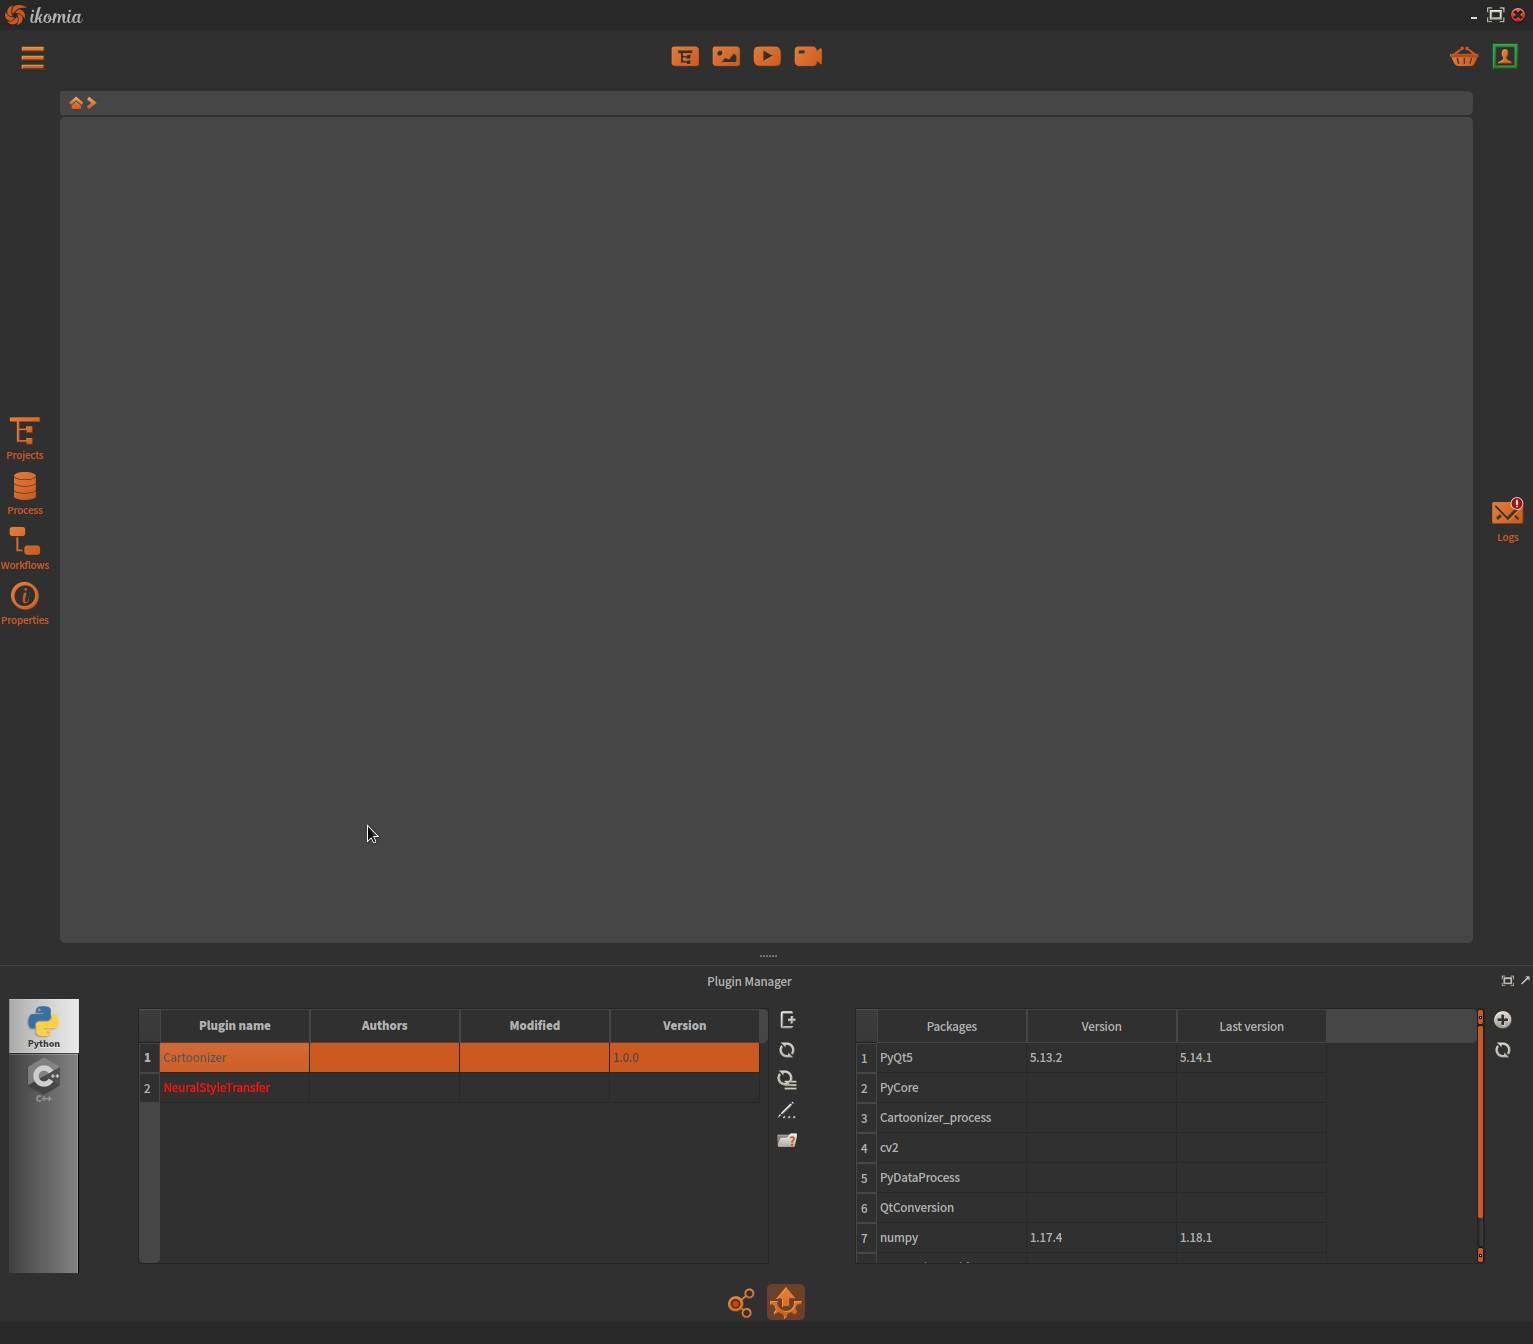 ikomia
Projects
Process
Workflows
Properties
Logs
Plugin Manager
Python
C++
Plugin name Authors Modified Version
1 Cartoonizer 1.0.0
2 NeuralStyleTransfer
Packages Version Last version
1 PyQt5 5.13.2 5.14.1
2 PyCore
3 Cartoonizer_process
4 cv2
5 PyDataProcess
6 QtConversion
7 numpy 1.17.4 1.18.1